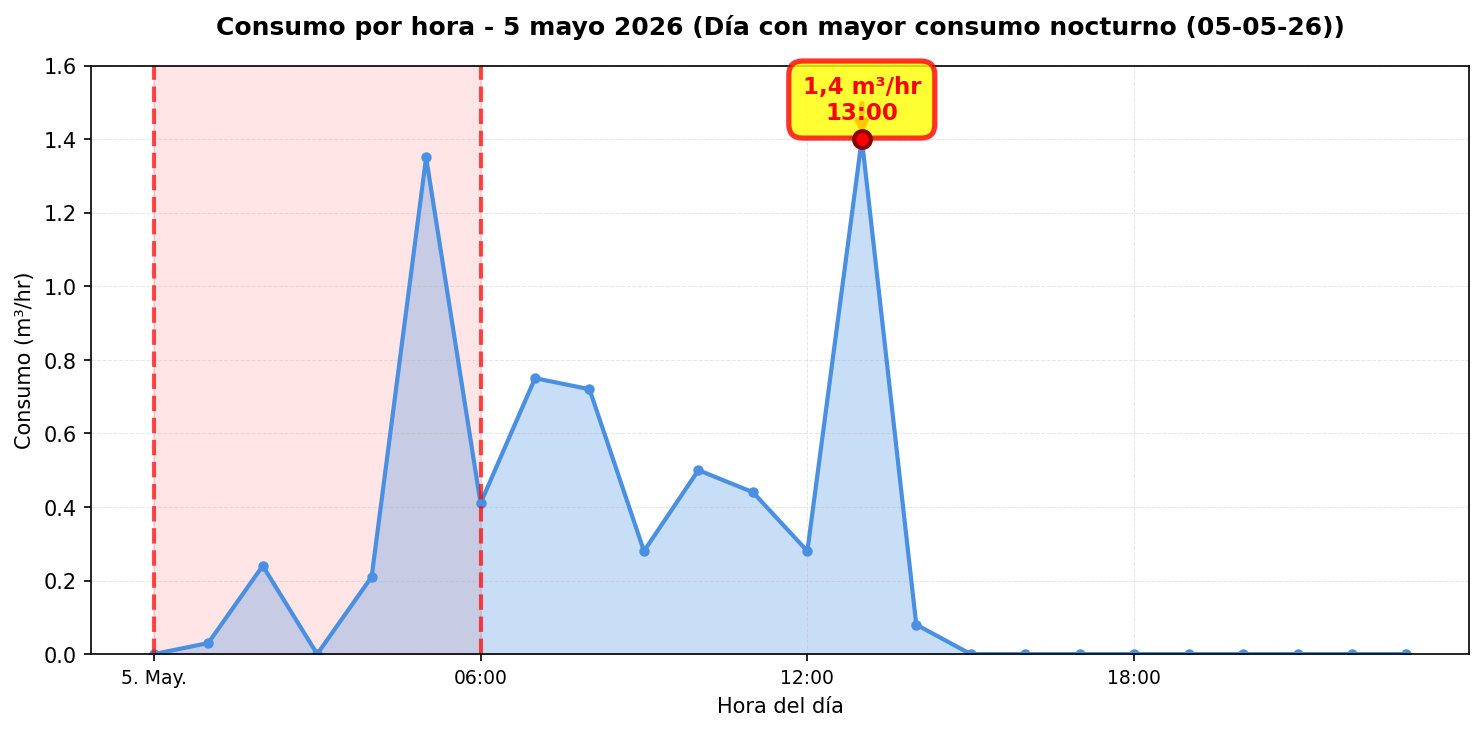 Consumo por hora - 5 mayo 2026 (Día con mayor consumo nocturno (05-05-26))
1,4 m³/hr
13:00
Consumo (m³/hr)
1.6
1.4
1.2
1.0
0.8
0.6
0.4
0.2
0.0
5. May.
06:00
12:00
18:00
Hora del día